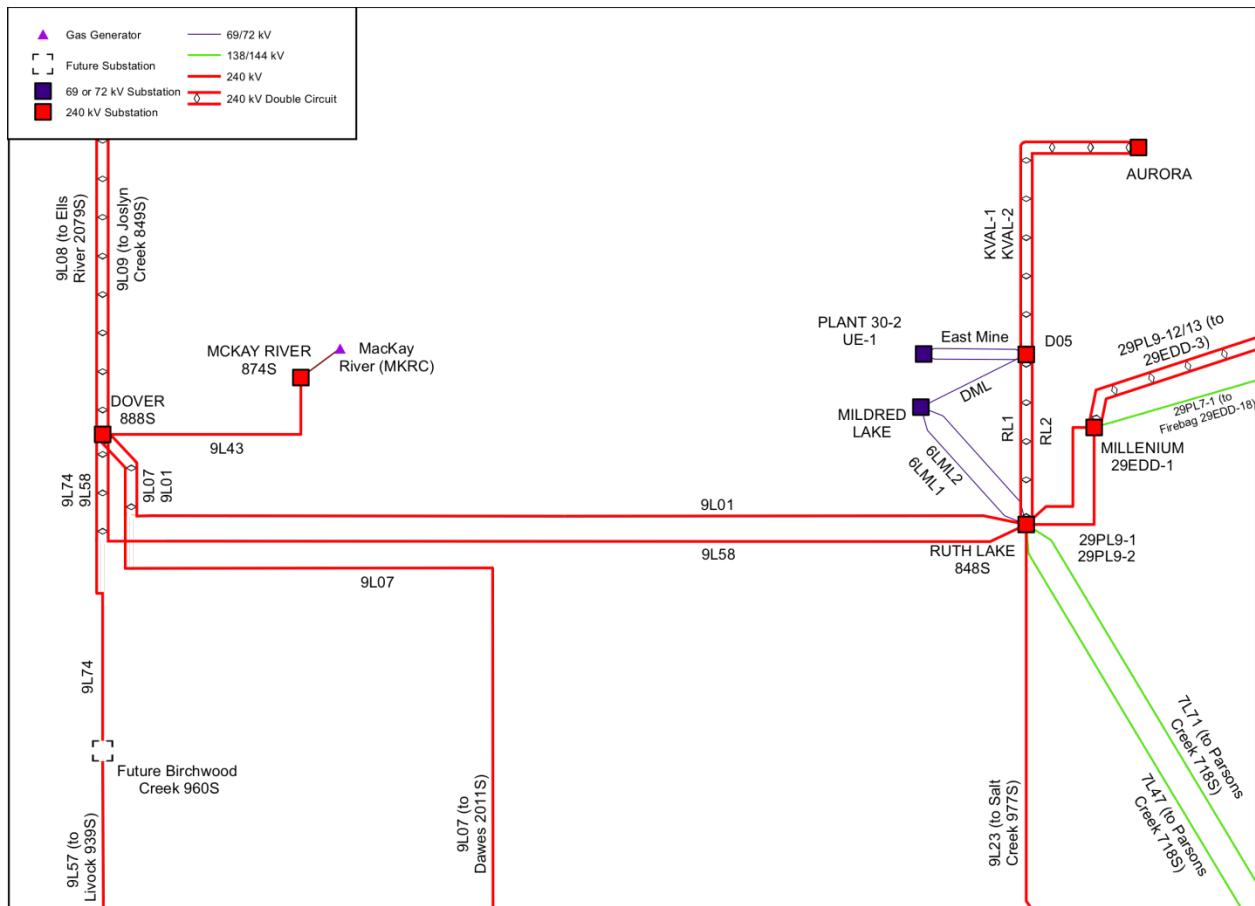 Gas Generator
Future Substation
69 or 72 kV Substation
240 kV Substation
69/72 kV
138/144 kV
240 kV
240 kV Double Circuit
AURORA
9L08 (to Ells
River 2079S)
9L09 (to Joslyn
Creek 849S)
KVAL-1
KVAL-2
PLANT 30-2
UE-1
East Mine
D05
29PL9-12/13 (to
29EDD-3)
MCKAY RIVER
874S
MacKay
River (MKRC)
DML
29PL7-1 (to
Firebag 29EDD-18)
DOVER
888S
MILDRED
LAKE
9L43
RL1
RL2
MILLENIUM
29EDD-1
6LML2
6LML1
9L74
9L58
9L07
9L01
9L01
9L58
RUTH LAKE
848S
29PL9-1
29PL9-2
9L07
9L74
Future Birchwood
Creek 960S
7L71 (to Parsons
Creek 718S)
7L47 (to Parsons
Creek 718S)
9L57 (to
Livock 939S)
9L07 (to
Dawes 2011S)
9L23 (to Salt
Creek 977S)